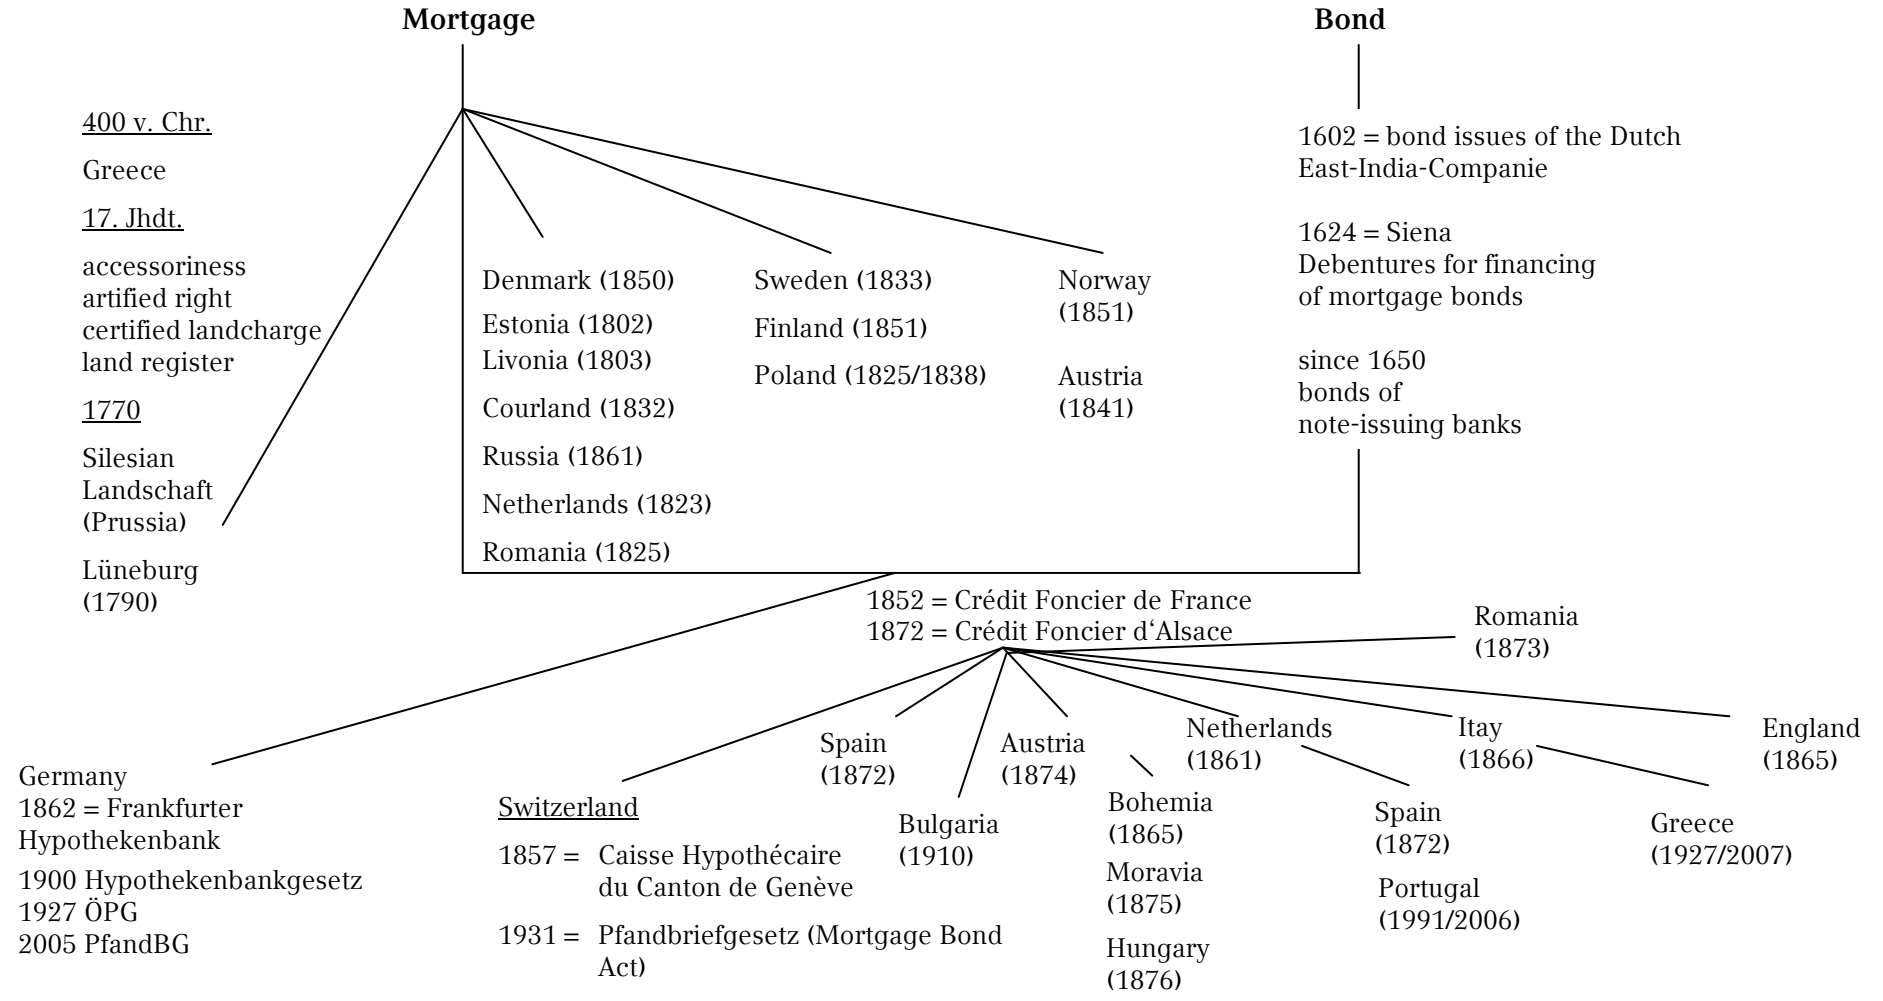 Mortgage
Bond
400 v. Chr.
Greece
17. Jhdt.
accessoriness
artified right
certified landcharge
land register
1770
Silesian
Landschaft
(Prussia)
Lüneburg
(1790)
Denmark (1850)
Estonia (1802)
Livonia (1803)
Courland (1832)
Russia (1861)
Netherlands (1823)
Romania (1825)
Sweden (1833)
Finland (1851)
Poland (1825/1838)
Norway
(1851)
Austria
(1841)
1602 = bond issues of the Dutch
East-India-Companie
1624 = Siena
Debentures for financing
of mortgage bonds
since 1650
bonds of
note-issuing banks
1852 = Crédit Foncier de France
1872 = Crédit Foncier d‘Alsace
Romania
(1873)
Germany
1862 = Frankfurter
Hypothekenbank
1900 Hypothekenbankgesetz
1927 ÖPG
2005 PfandBG
Switzerland
1857 = Caisse Hypothécaire
du Canton de Genève
1931 = Pfandbriefgesetz (Mortgage Bond
Act)
Spain
(1872)
Bulgaria
(1910)
Austria
(1874)
Bohemia
(1865)
Moravia
(1875)
Hungary
(1876)
Netherlands
(1861)
Spain
(1872)
Portugal
(1991/2006)
Itay
(1866)
Greece
(1927/2007)
England
(1865)